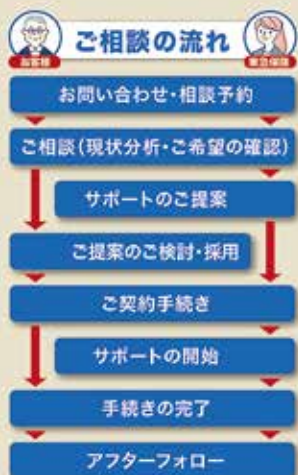 ご相談の流れ
お客様
東急保険
お問い合わせ・相談予約
ご相談(現状分析・ご希望の確認)
サポートのご提案
ご提案のご検討・採用
ご契約手続き
サポートの開始
手続きの完了
アフターフォロー